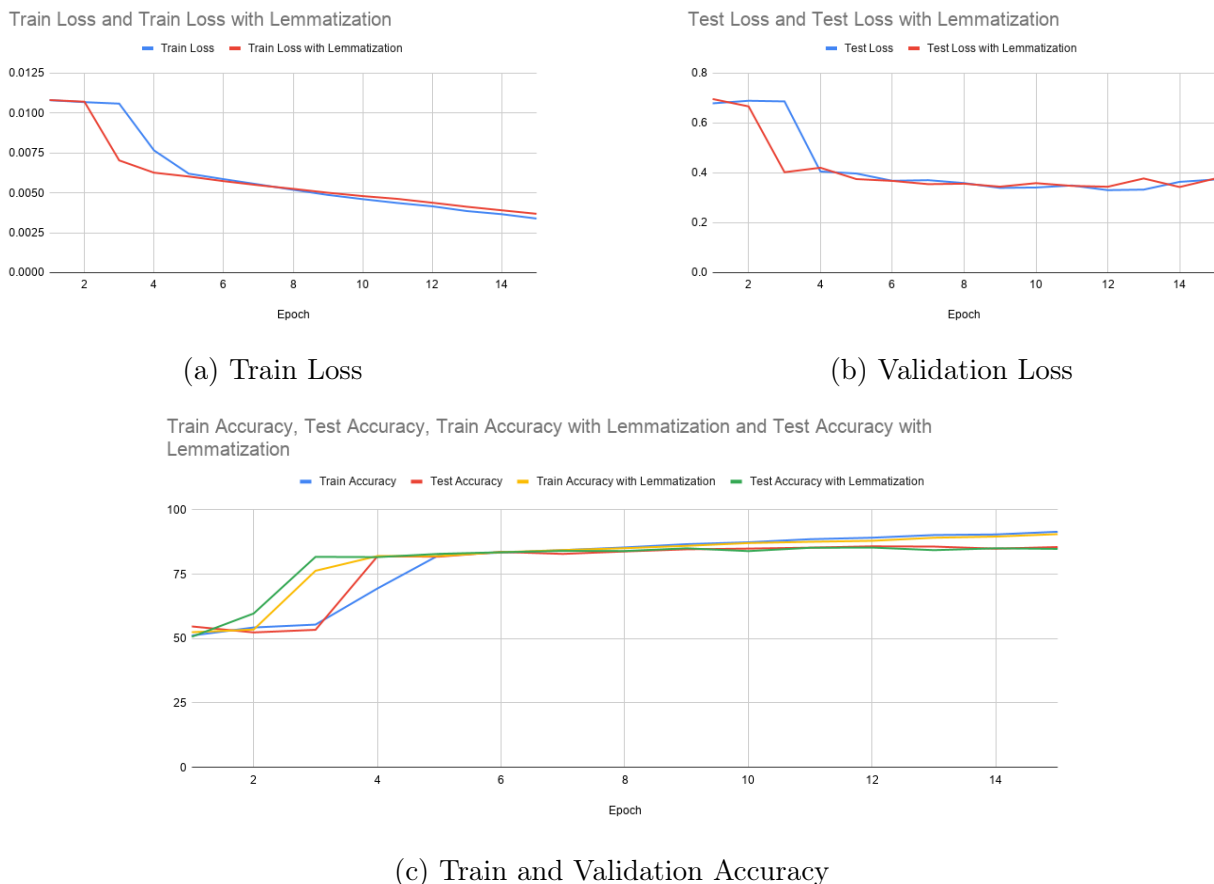 Train Loss and Train Loss with Lemmatization
Train Loss Train Loss with Lemmatization
0.0125
0.0100
0.0075
0.0050
0.0025
0.0000
2 4 6 8 10 12 14
Epoch
(a) Train Loss
Test Loss and Test Loss with Lemmatization
Test Loss Test Loss with Lemmatization
0.8
0.6
0.4
0.2
0.0
2 4 6 8 10 12 14
Epoch
(b) Validation Loss
Train Accuracy, Test Accuracy, Train Accuracy with Lemmatization and Test Accuracy with
Lemmatization
Train Accuracy Test Accuracy Train Accuracy with Lemmatization Test Accuracy with Lemmatization
100
75
50
25
0
2 4 6 8 10 12 14
Epoch
(c) Train and Validation Accuracy